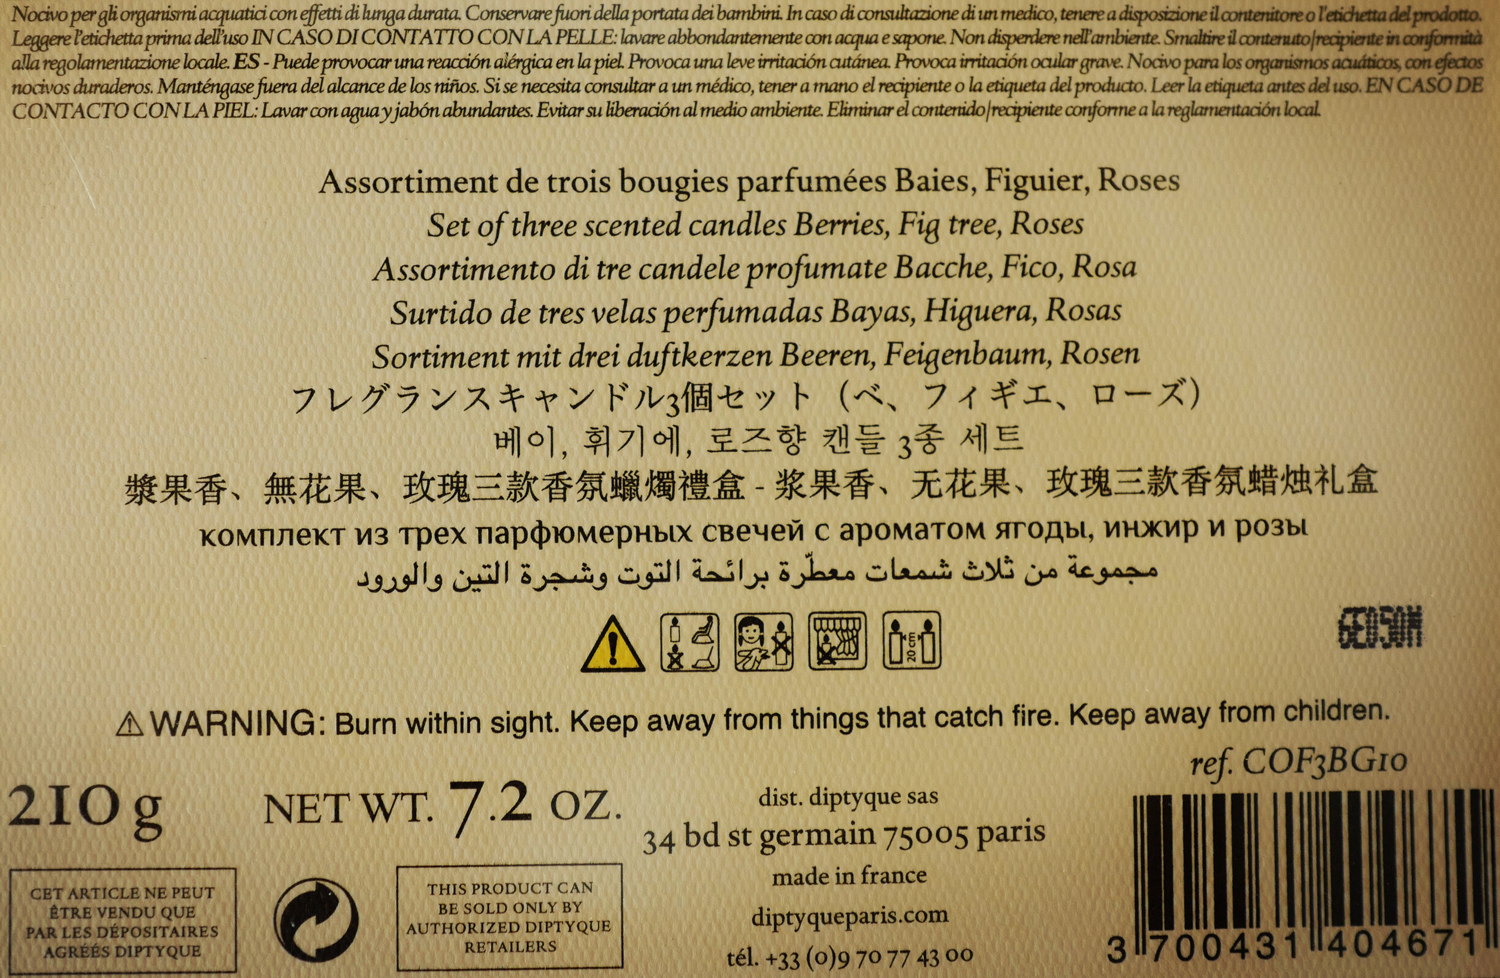 Nocivo per gli organismi acquatici con effetti di lunga durata. Conservare fuori della portata dei bambini. In caso di consultazione di un medico, tenere a disposizione il contenitore o l'etichetta del prodotto.
Leggere l'etichetta prima dell'uso IN CASO DI CONTATTO CON LA PELLE: lavare abbondantemente con acqua e sapone. Non disperdere nell'ambiente. Smaltire il contenuto/recipiente in conformità
alla regolamentazione locale. ES - Puede provocar una reacción alérgica en la piel. Provoca una leve irritación cutánea. Provoca irritación ocular grave. Nocivo para los organismos acuáticos, con efectos
nocivos duraderos. Manténgase fuera del alcance de los niños. Si se necesita consultar a un médico, tener a mano el recipiente o la etiqueta del producto. Leer la etiqueta antes del uso. EN CASO DE
CONTACTO CON LA PIEL: Lavar con agua y jabón abundantes. Evitar su liberación al medio ambiente. Eliminar el contenido/recipiente conforme a la reglamentación local.
Assortiment de trois bougies parfumées Baies, Figuier, Roses
Set of three scented candles Berries, Fig tree, Roses
Assortimento di tre candele profumate Bacche, Fico, Rosa
Surtido de tres velas perfumadas Bayas, Higuera, Rosas
Sortiment mit drei duftkerzen Beeren, Feigenbaum, Rosen
フレグランスキャンドル3個セット（ベ、フィギエ、ローズ）
베이, 휘기에, 로즈향 캔들 3종 세트
漿果香、無花果、玫瑰三款香氛蠟燭禮盒 - 浆果香、无花果、玫瑰三款香氛蜡烛礼盒
комплект из трех парфюмерных свечей с ароматом ягоды, инжир и розы
مجموعة من ثلاث شمعات معطّرة برائحة التوت وشجرة التين والورود
⚠ WARNING: Burn within sight. Keep away from things that catch fire. Keep away from children.
ref. COF3BG10
210 g
NET WT. 7.2 OZ.
dist. diptyque sas
34 bd st germain 75005 paris
made in france
diptyqueparis.com
tél. +33 (0)9 70 77 43 00
CET ARTICLE NE PEUT
ÊTRE VENDU QUE
PAR LES DÉPOSITAIRES
AGRÉÉS DIPTYQUE
THIS PRODUCT CAN
BE SOLD ONLY BY
AUTHORIZED DIPTYQUE
RETAILERS
3 700431 404671